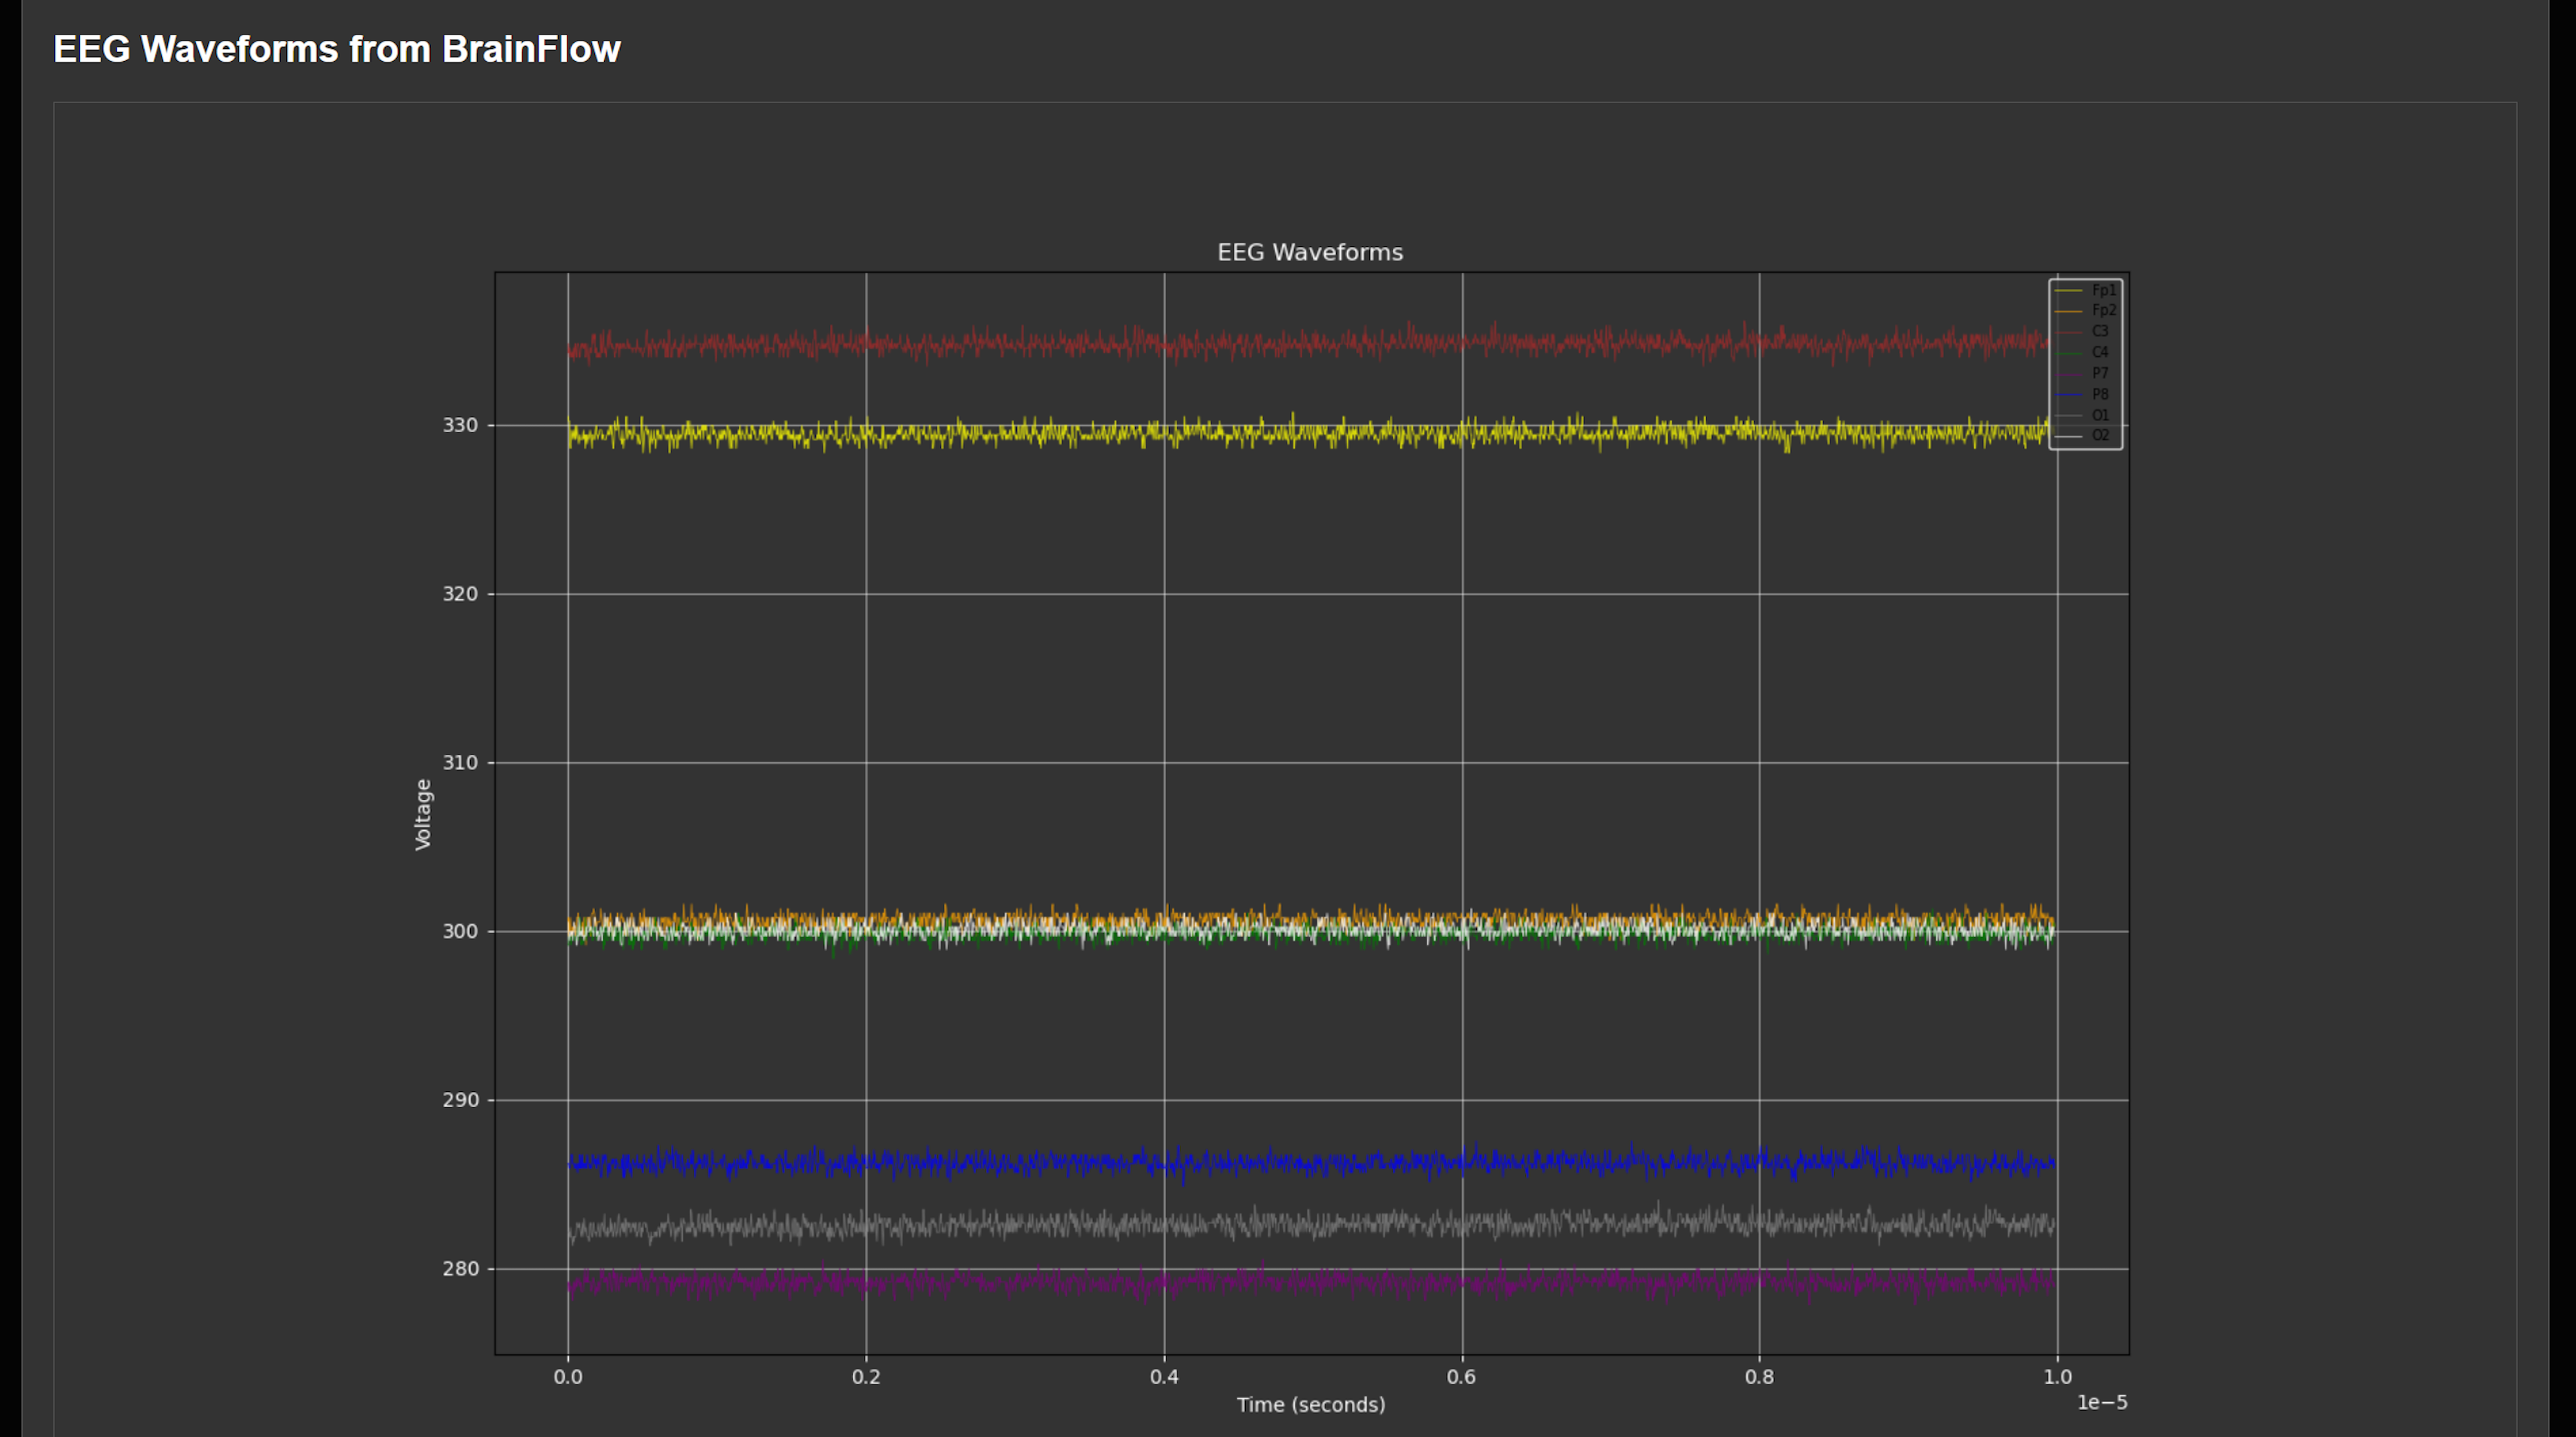 EEG Waveforms from BrainFlow
EEG Waveforms
Fp1
Fp2
C3
C4
P7
P8
O1
O2
330
320
310
300
290
280
Voltage
0.0 0.2 0.4 0.6 0.8 1.0
1e−5
Time (seconds)